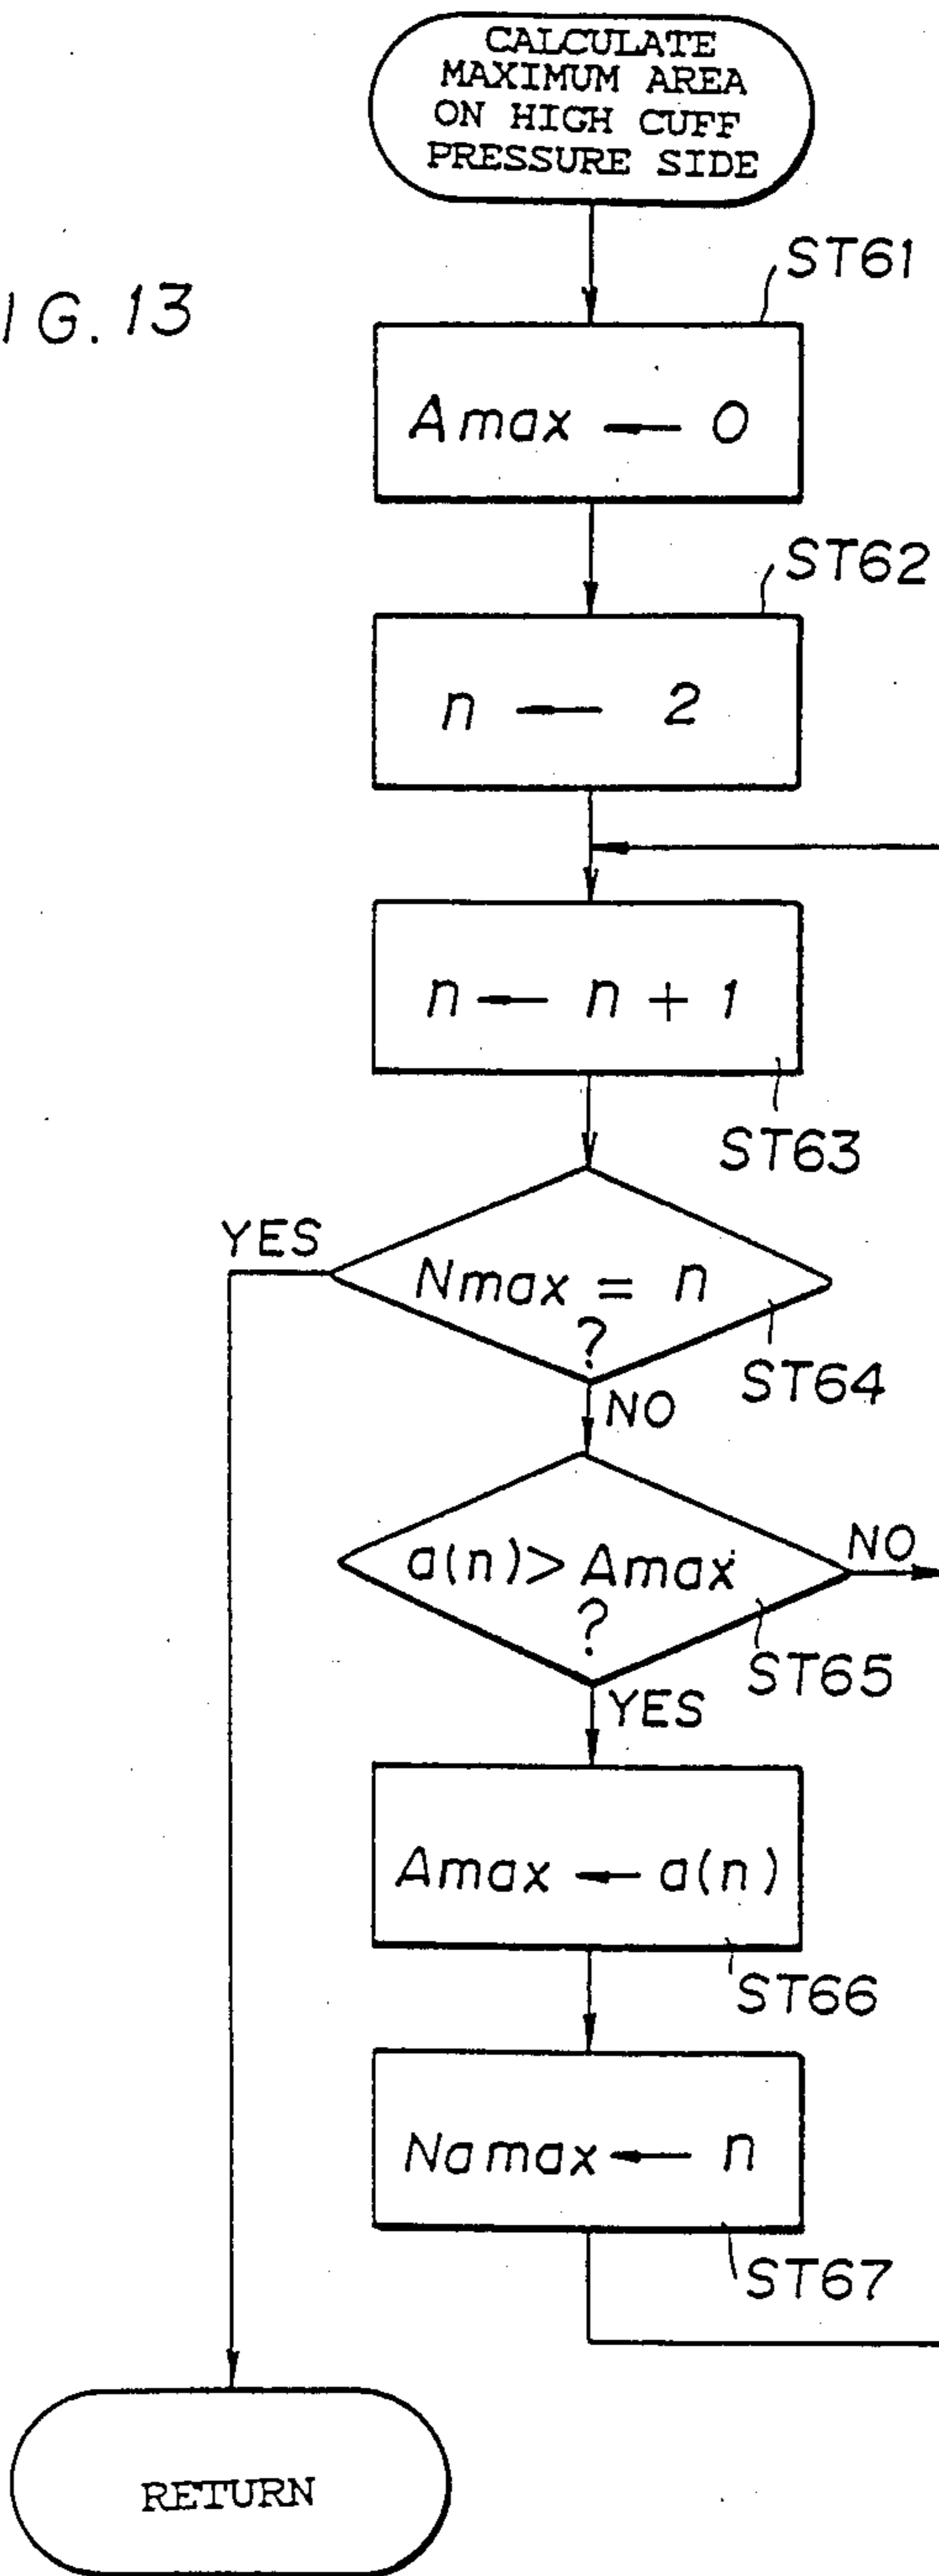 CALCULATE
MAXIMUM AREA
ON HIGH CUFF
PRESSURE SIDE
IG. 13
ST61
Amax ← 0
ST62
n ← 2
n ← n + 1
ST63
YES
Nmax = n
?
ST64
NO
a(n) > Amax
?
NO
ST65
YES
Amax ← a(n)
ST66
Namax ← n
ST67
RETURN